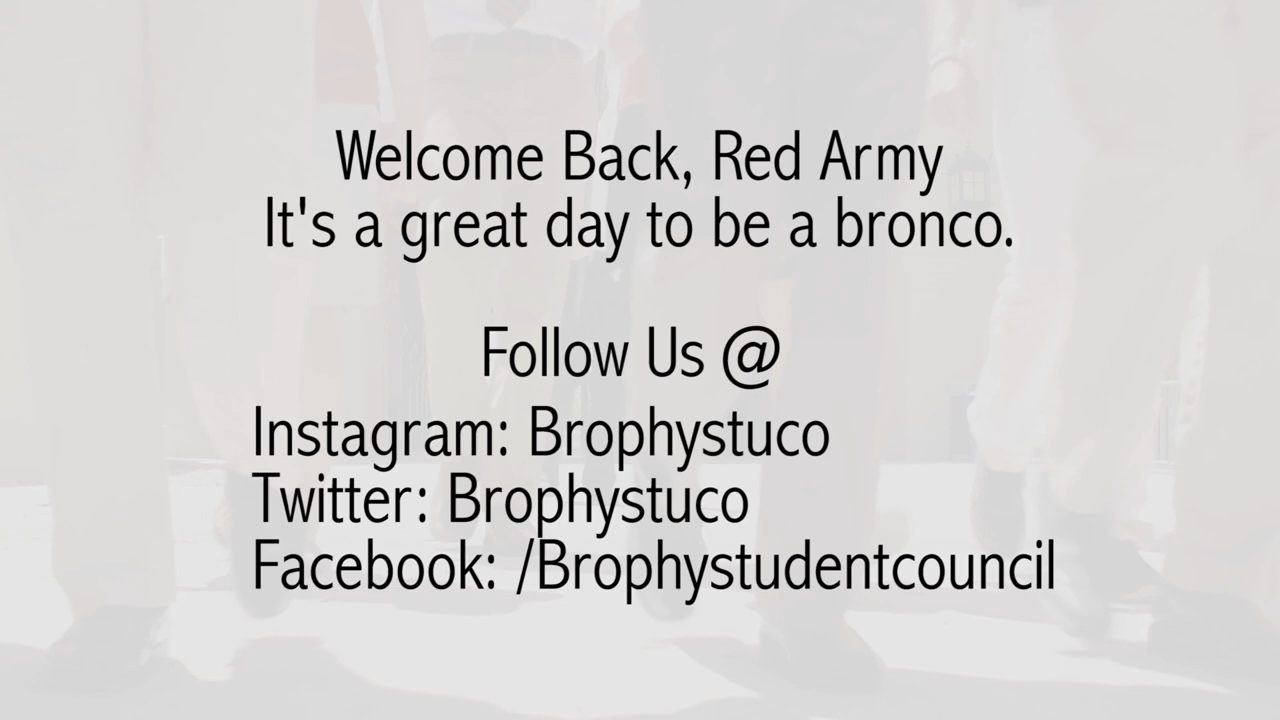 Welcome Back, Red Army
It's a great day to be a bronco.
Follow Us @
Instagram: Brophystuco
Twitter: Brophystuco
Facebook: /Brophystudentcouncil